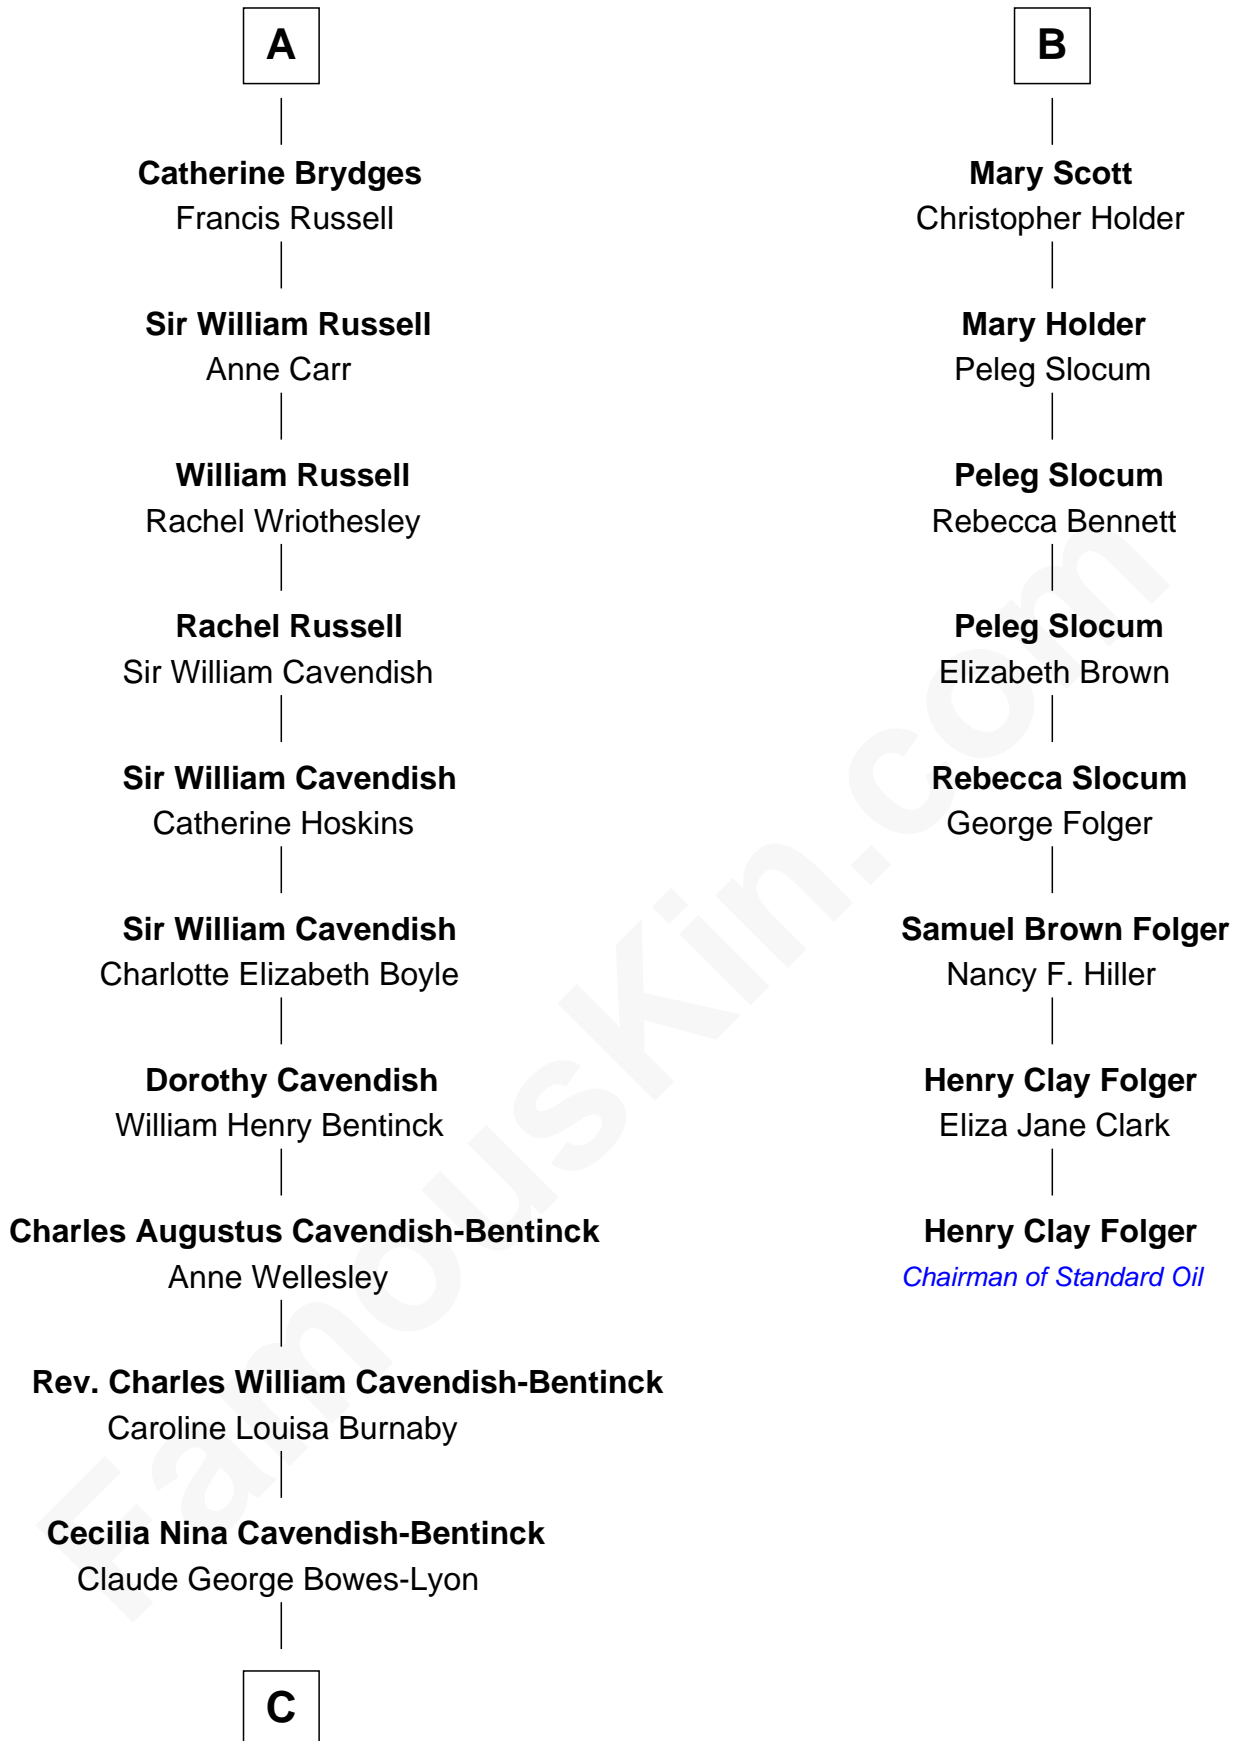 A
Catherine Brydges
Francis Russell
Sir William Russell
Anne Carr
William Russell
Rachel Wriothesley
Rachel Russell
Sir William Cavendish
Sir William Cavendish
Catherine Hoskins
Sir William Cavendish
Charlotte Elizabeth Boyle
Dorothy Cavendish
William Henry Bentinck
Charles Augustus Cavendish-Bentinck
Anne Wellesley
Rev. Charles William Cavendish-Bentinck
Caroline Louisa Burnaby
Cecilia Nina Cavendish-Bentinck
Claude George Bowes-Lyon
C
B
Mary Scott
Christopher Holder
Mary Holder
Peleg Slocum
Peleg Slocum
Rebecca Bennett
Peleg Slocum
Elizabeth Brown
Rebecca Slocum
George Folger
Samuel Brown Folger
Nancy F. Hiller
Henry Clay Folger
Eliza Jane Clark
Henry Clay Folger
Chairman of Standard Oil
FamousKin.com